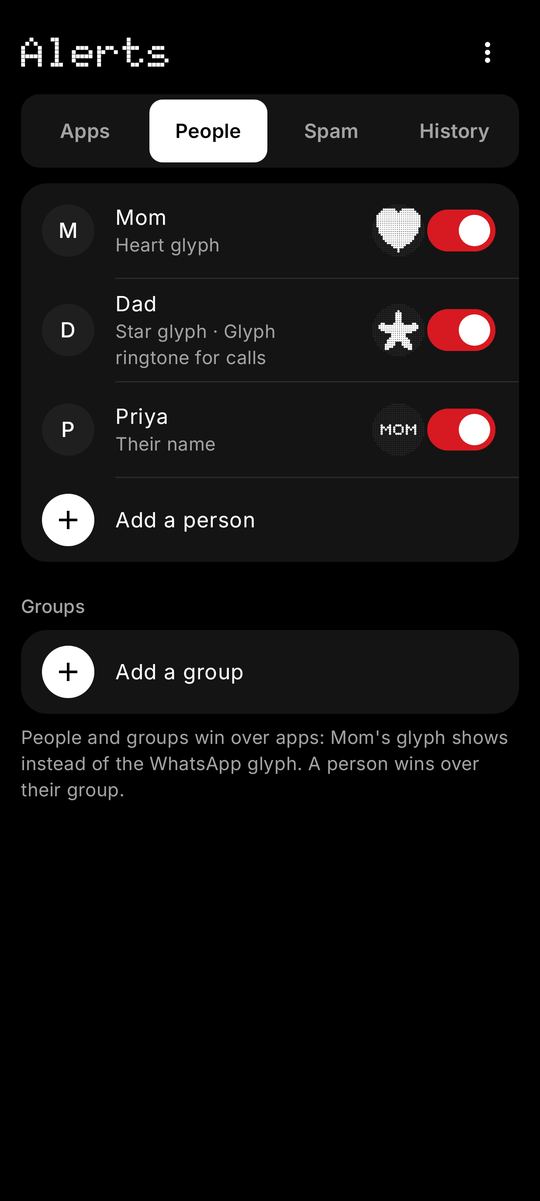 Alerts
Apps
People
Spam
History
M
Mom
Heart glyph
D
Dad
Star glyph · Glyph
ringtone for calls
P
Priya
Their name
MOM
Add a person
Groups
Add a group
People and groups win over apps: Mom's glyph shows
instead of the WhatsApp glyph. A person wins over
their group.